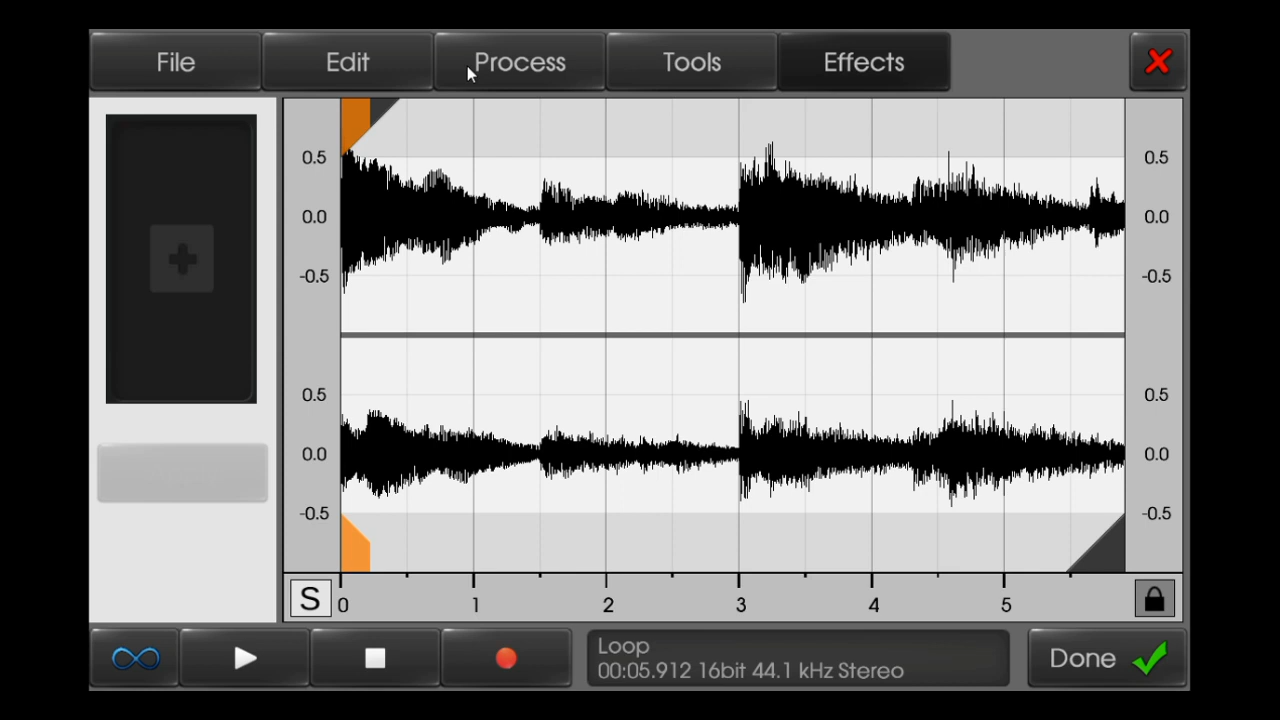 File Edit Process Tools Effects
0.5 0.5
0.0 0.0
-0.5 -0.5
0.5 0.5
0.0 0.0
-0.5 -0.5
S 0 1 2 3 4 5
Loop
00:05.912 16bit 44.1 kHz Stereo
Done